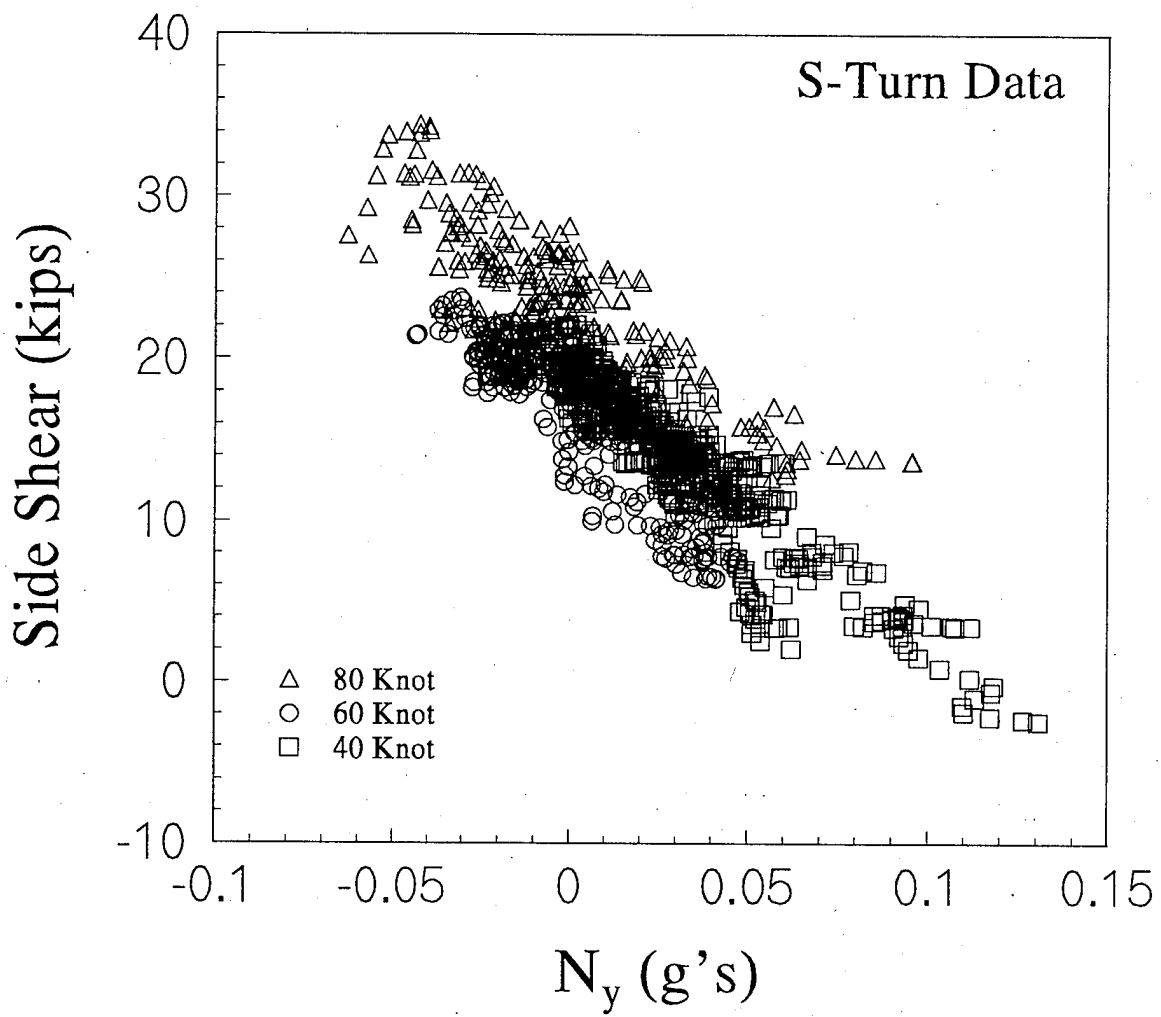 40
S-Turn Data
30
20
10
0
-10
Side Shear (kips)
80 Knot
60 Knot
40 Knot
-0.1 -0.05 0 0.05 0.1 0.15
Ny (g's)